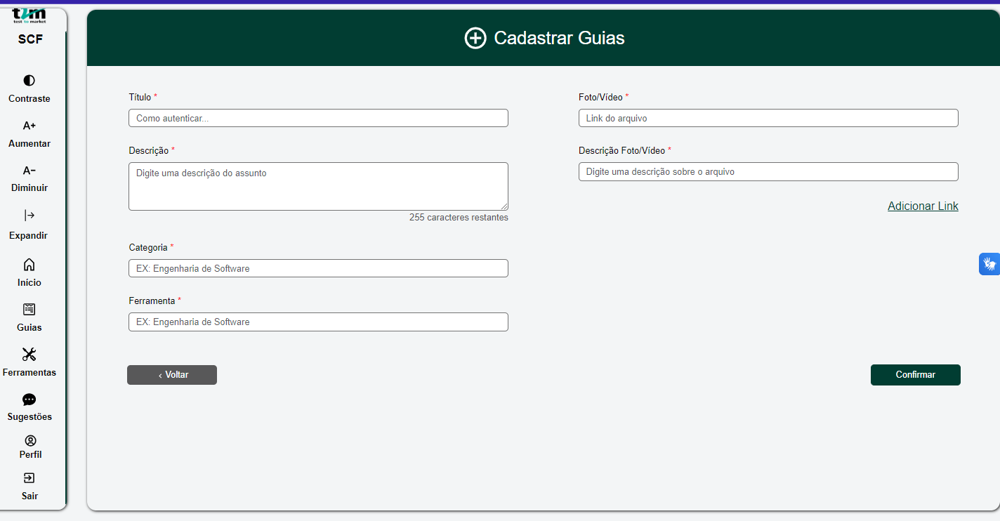 t2m
test to market
SCF
Contraste
A+
Aumentar
A-
Diminuir
Expandir
Início
Guias
Ferramentas
Sugestões
Perfil
Sair
Cadastrar Guias
Título *
Como autenticar...
Descrição *
Digite uma descrição do assunto
255 caracteres restantes
Categoria *
EX: Engenharia de Software
Ferramenta *
EX: Engenharia de Software
‹ Voltar
Foto/Vídeo *
Link do arquivo
Descrição Foto/Vídeo *
Digite uma descrição sobre o arquivo
Adicionar Link
Confirmar